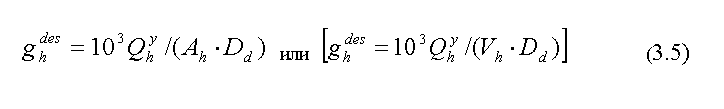 g_h^{des} = 10^3 Q_h^y /(A_h · D_d) или [g_h^{des} = 10^3 Q_h^y /(V_h · D_d)] (3.5)